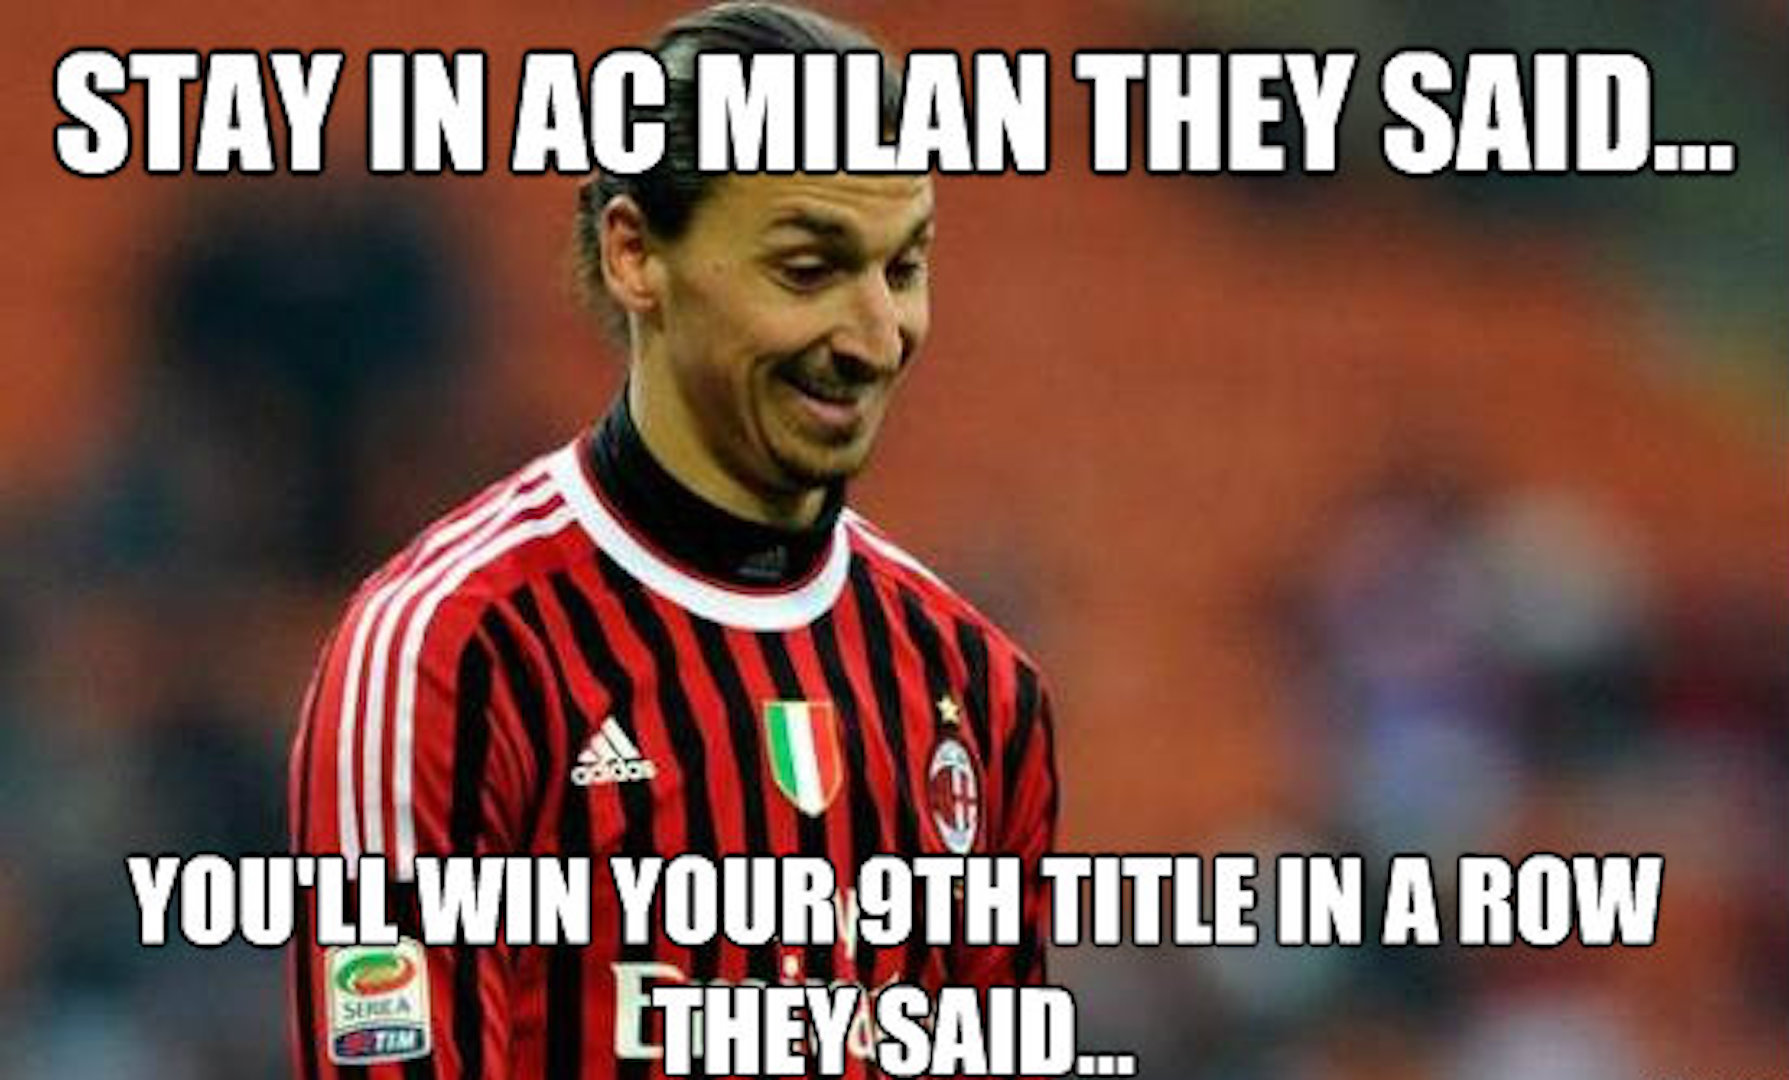 STAY IN AC MILAN THEY SAID...
adidas
YOU'LL WIN YOUR 9TH TITLE IN A ROW
THEY SAID...
SERIE A
TIM